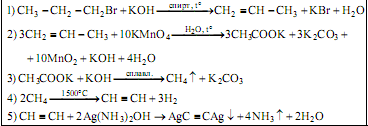 1) CH₃ − CH₂ − CH₂Br + KOH —спирт, t°→ CH₂ = CH − CH₃ + KBr + H₂O
2) 3CH₂ = CH − CH₃ + 10KMnO₄ —H₂O, t°→ 3CH₃COOK + 3K₂CO₃ +
+ 10MnO₂ + KOH + 4H₂O
3) CH₃COOK + KOH —сплавл.→ CH₄↑ + K₂CO₃
4) 2CH₄ —1500°C→ CH ≡ CH + 3H₂
5) CH ≡ CH + 2Ag(NH₃)₂OH → AgC ≡ CAg ↓ + 4NH₃↑ + 2H₂O